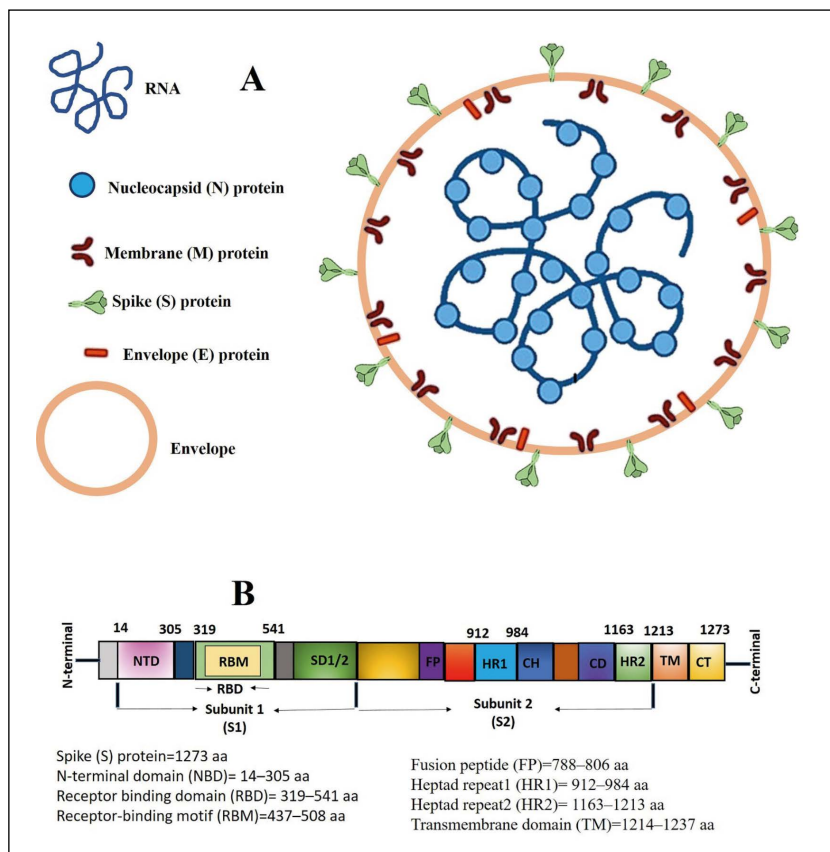 A
RNA
Nucleocapsid (N) protein
Membrane (M) protein
Spike (S) protein
Envelope (E) protein
Envelope
B
14 305 319 541 912 984 1163 1213 1273
N-terminal
NTD RBM SD1/2 FP HR1 CH CD HR2 TM CT
C-terminal
RBD
Subunit 1
(S1)
Subunit 2
(S2)
Spike (S) protein=1273 aa
N-terminal domain (NBD)= 14–305 aa
Receptor binding domain (RBD)= 319–541 aa
Receptor-binding motif (RBM)=437–508 aa
Fusion peptide (FP)=788–806 aa
Heptad repeat1 (HR1)= 912–984 aa
Heptad repeat2 (HR2)= 1163–1213 aa
Transmembrane domain (TM)=1214–1237 aa